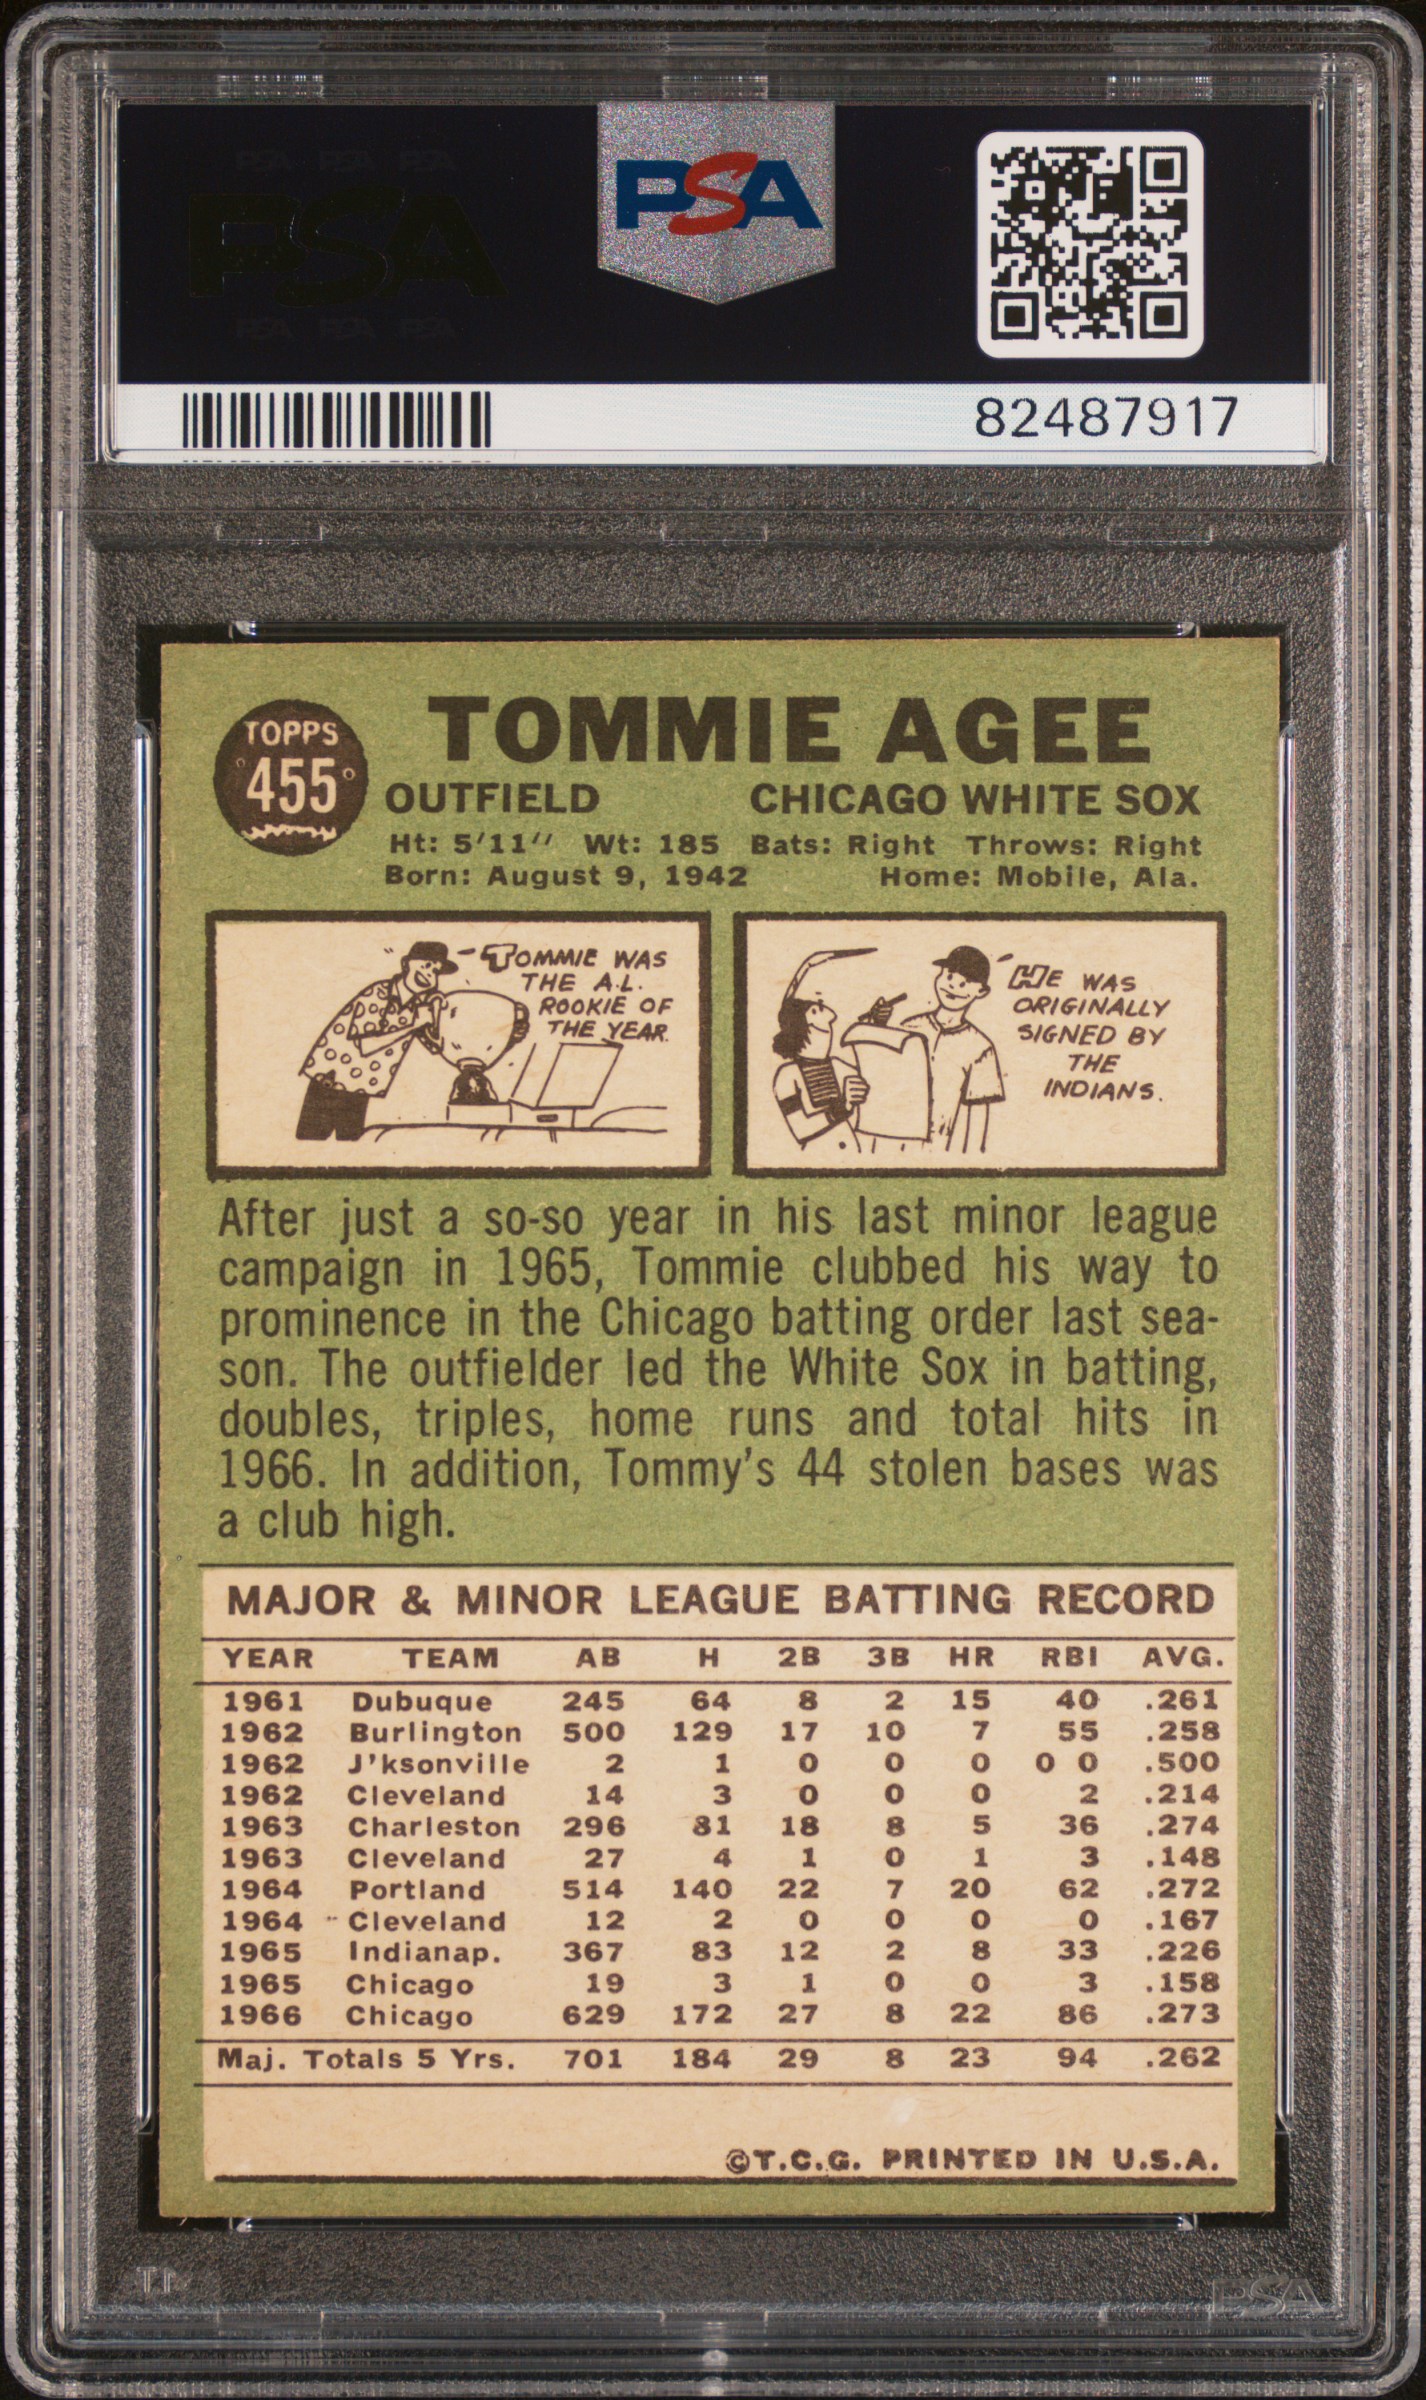 PSA PSA PSA
PSA
PSA PSA PSA
PSA
82487917
TOPPS
455
TOMMIE AGEE
OUTFIELD CHICAGO WHITE SOX
Ht: 5'11" Wt: 185 Bats: Right Throws: Right
Born: August 9, 1942 Home: Mobile, Ala.
TOMMIE WAS
THE A.L.
ROOKIE OF
THE YEAR.
HE WAS
ORIGINALLY
SIGNED BY
THE
INDIANS.
After just a so-so year in his last minor league
campaign in 1965, Tommie clubbed his way to
prominence in the Chicago batting order last sea-
son. The outfielder led the White Sox in batting,
doubles, triples, home runs and total hits in
1966. In addition, Tommy's 44 stolen bases was
a club high.
MAJOR & MINOR LEAGUE BATTING RECORD
YEAR TEAM AB H 2B 3B HR RBI AVG.
1961 Dubuque 245 64 8 2 15 40 .261
1962 Burlington 500 129 17 10 7 55 .258
1962 J'ksonville 2 1 0 0 0 0 0 .500
1962 Cleveland 14 3 0 0 0 2 .214
1963 Charleston 296 81 18 8 5 36 .274
1963 Cleveland 27 4 1 0 1 3 .148
1964 Portland 514 140 22 7 20 62 .272
1964 Cleveland 12 2 0 0 0 0 .167
1965 Indianap. 367 83 12 2 8 33 .226
1965 Chicago 19 3 1 0 0 3 .158
1966 Chicago 629 172 27 8 22 86 .273
Maj. Totals 5 Yrs. 701 184 29 8 23 94 .262
©T.C.G. PRINTED IN U.S.A.
PSA